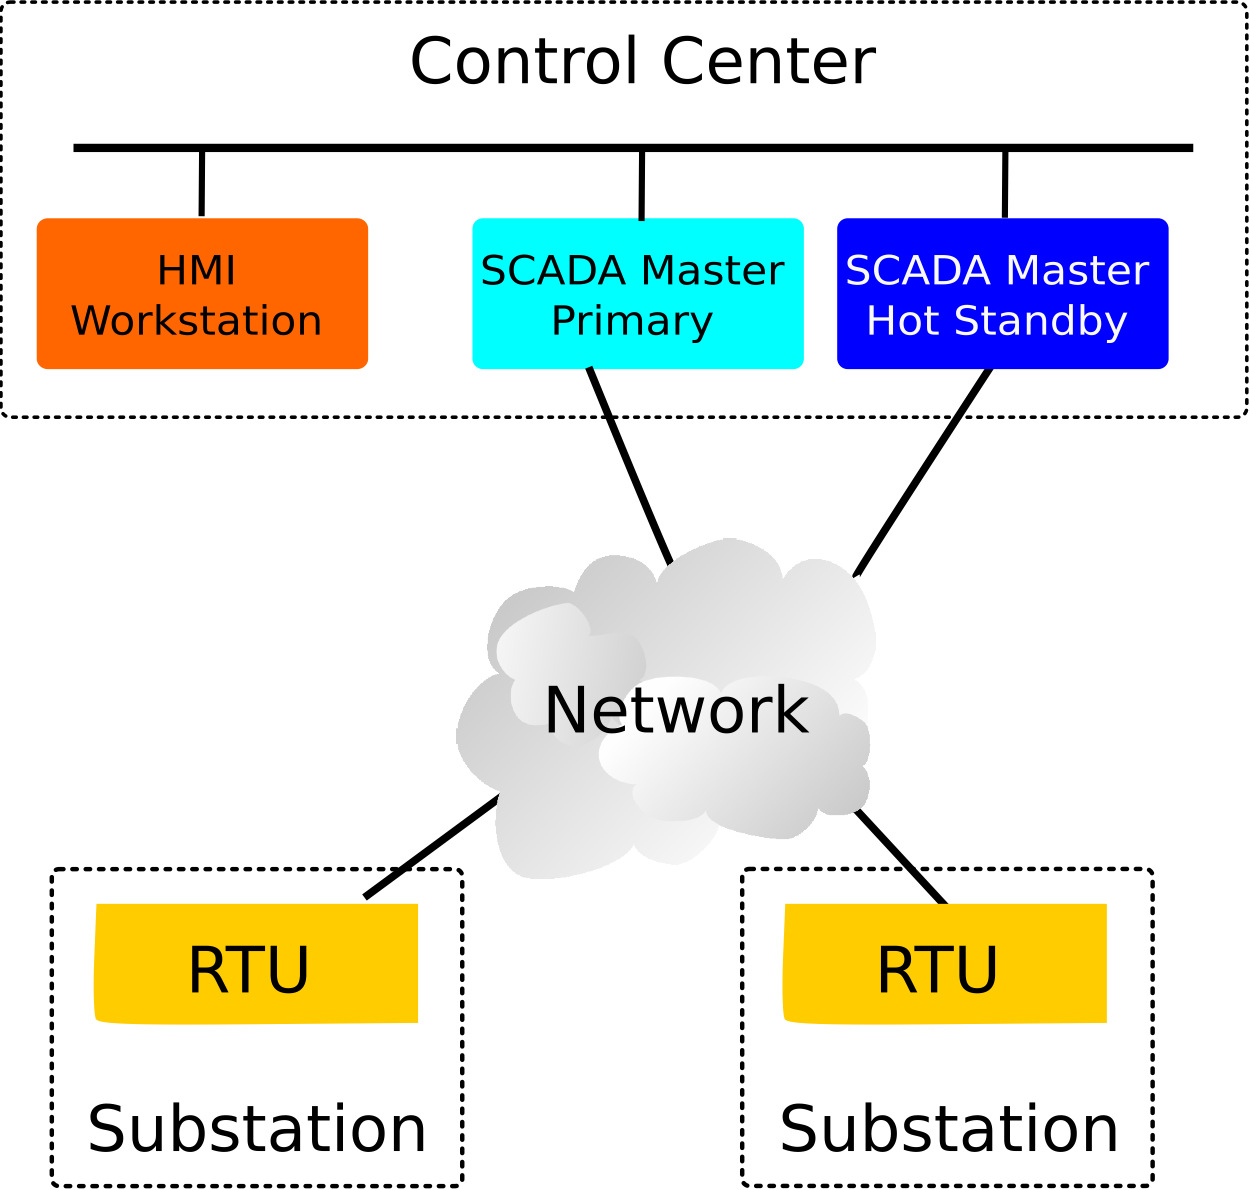 Control Center
HMI
Workstation
SCADA Master
Primary
SCADA Master
Hot Standby
Network
RTU
Substation
RTU
Substation